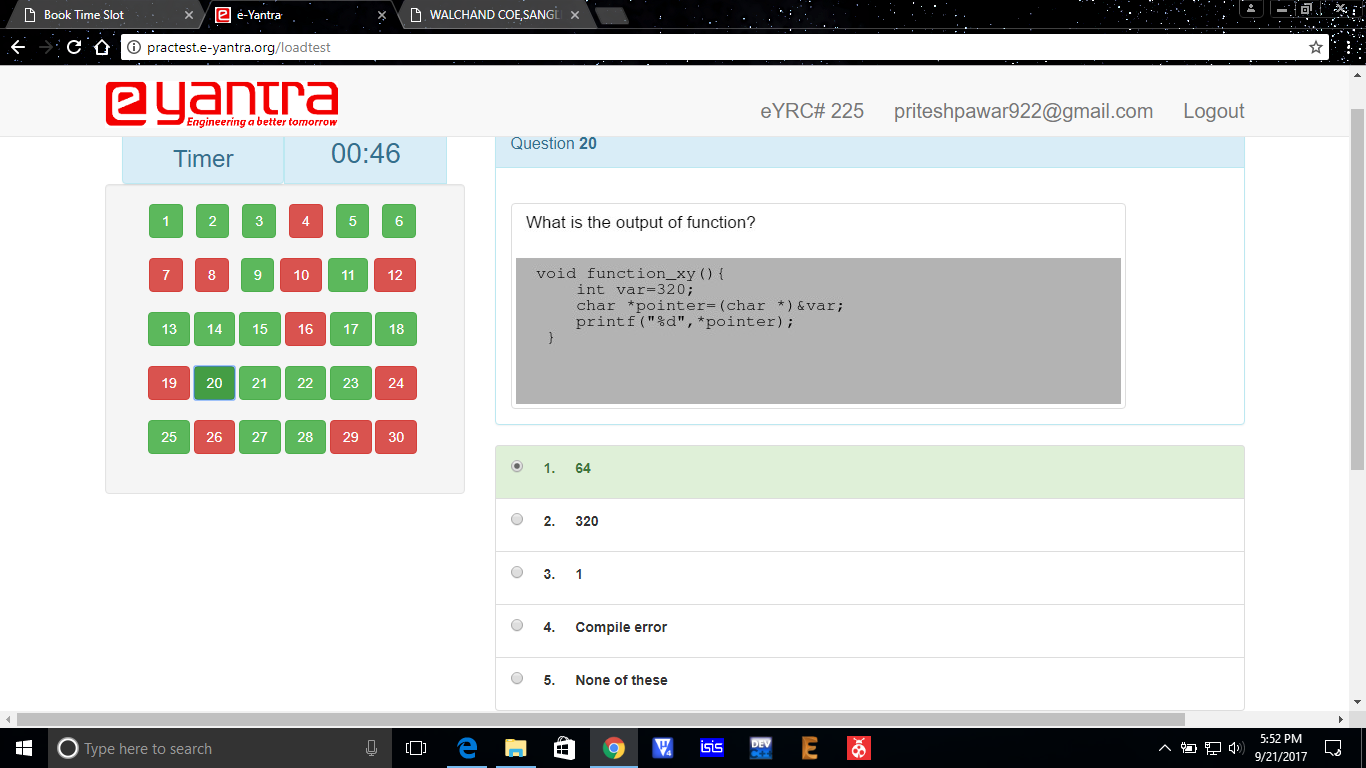 Book Time Slot
e-Yantra
WALCHAND COE,SANGL
practest.e-yantra.org/loadtest
e yantra
Engineering a better tomorrow
eYRC# 225 priteshpawar922@gmail.com Logout
Timer 00:46
1 2 3 4 5 6
7 8 9 10 11 12
13 14 15 16 17 18
19 20 21 22 23 24
25 26 27 28 29 30
Question 20
What is the output of function?
void function_xy(){
int var=320;
char *pointer=(char *)&var;
printf("%d",*pointer);
}
1. 64
2. 320
3. 1
4. Compile error
5. None of these
Type here to search
V4
isis
DEV
E
5:52 PM
9/21/2017